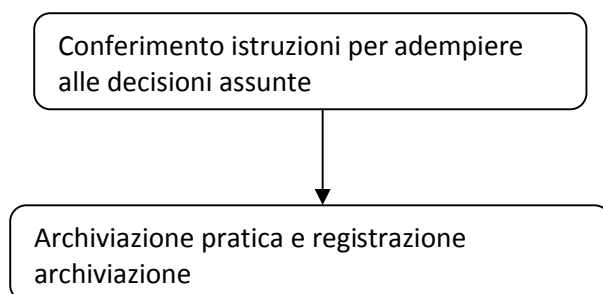 Conferimento istruzioni per adempiere
alle decisioni assunte
Archiviazione pratica e registrazione
archiviazione